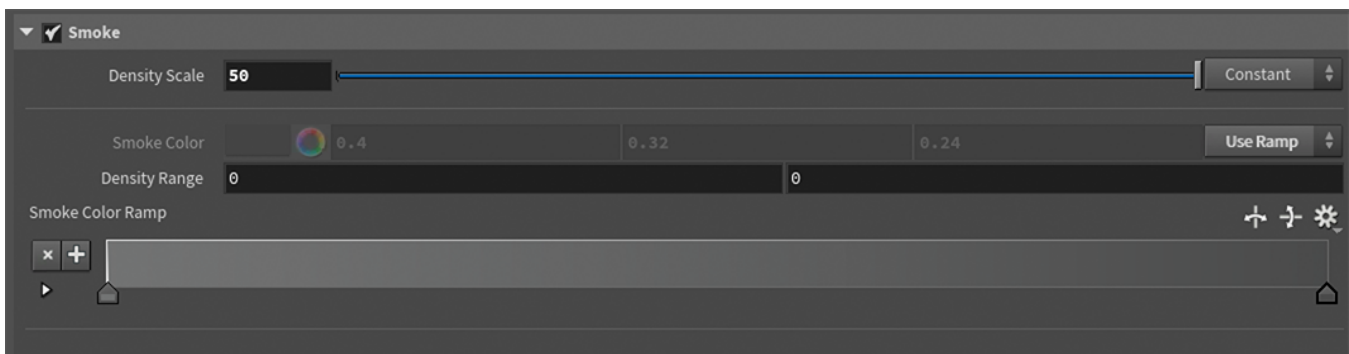 Smoke
Density Scale 50 Constant
Smoke Color 0.4 0.32 0.24 Use Ramp
Density Range 0 0
Smoke Color Ramp